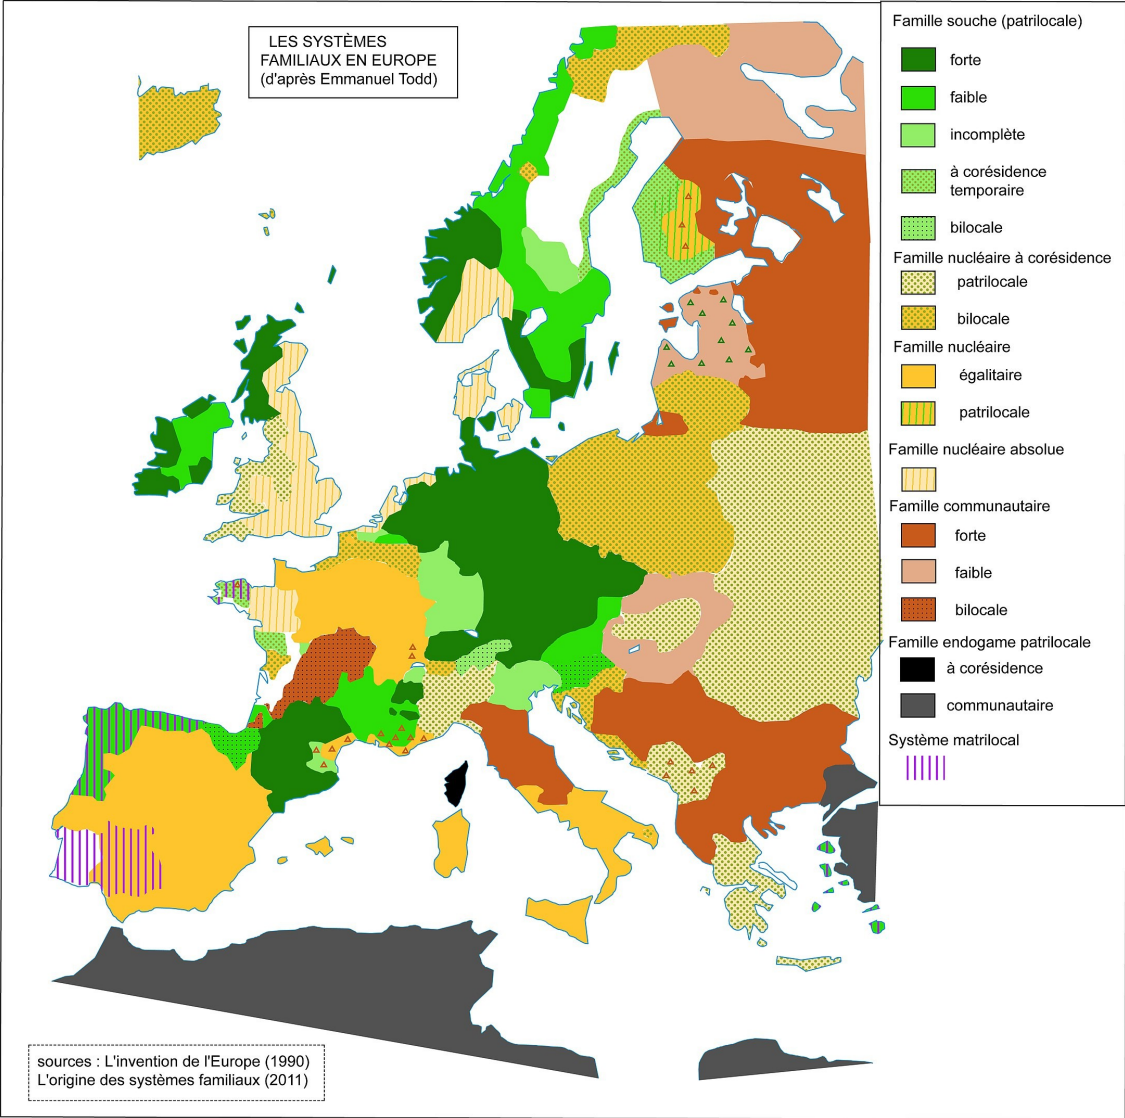 LES SYSTÈMES
FAMILIAUX EN EUROPE
(d'après Emmanuel Todd)
Famille souche (patrilocale)
forte
faible
incomplète
à corésidence
temporaire
bilocale
Famille nucléaire à corésidence
patrilocale
bilocale
Famille nucléaire
égalitaire
patrilocale
Famille nucléaire absolue
Famille communautaire
forte
faible
bilocale
Famille endogame patrilocale
à corésidence
communautaire
Système matrilocal
sources : L'invention de l'Europe (1990)
L'origine des systèmes familiaux (2011)